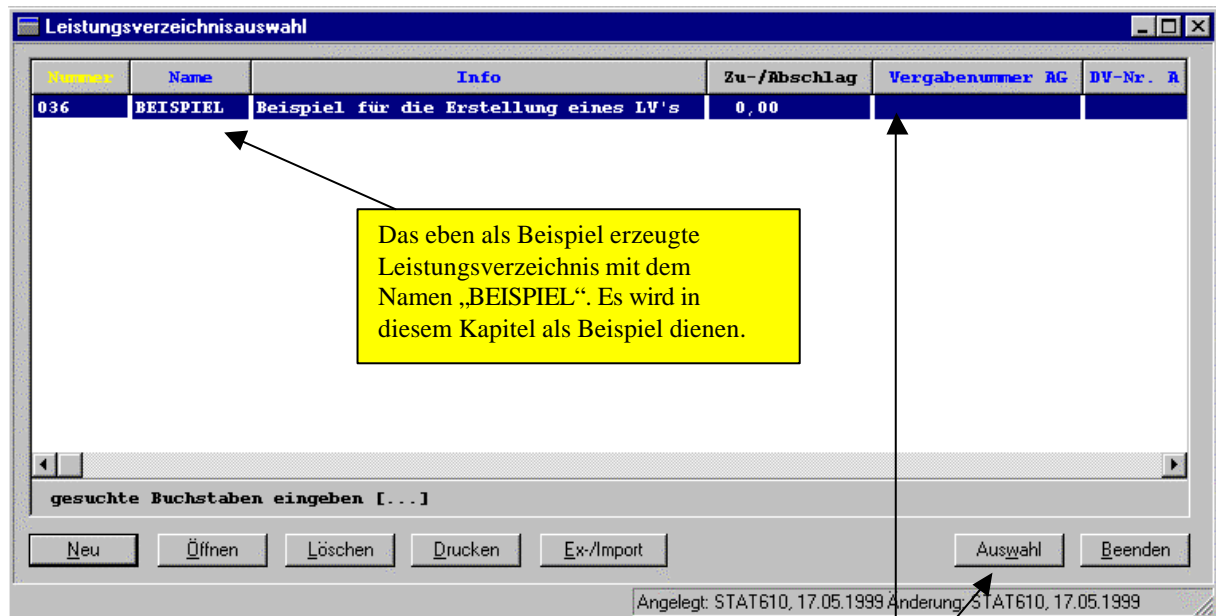 Leistungsverzeichnisauswahl
Nummer Name Info Zu-/Abschlag Vergabenummer AG DV-Nr. A
036 BEISPIEL Beispiel für die Erstellung eines LV's 0,00
Das eben als Beispiel erzeugte
Leistungsverzeichnis mit dem
Namen „BEISPIEL“. Es wird in
diesem Kapitel als Beispiel dienen.
gesuchte Buchstaben eingeben [...]
Neu Öffnen Löschen Drucken Ex-/Import Auswahl Beenden
Angelegt: STAT610, 17.05.1999 Änderung: STAT610, 17.05.1999